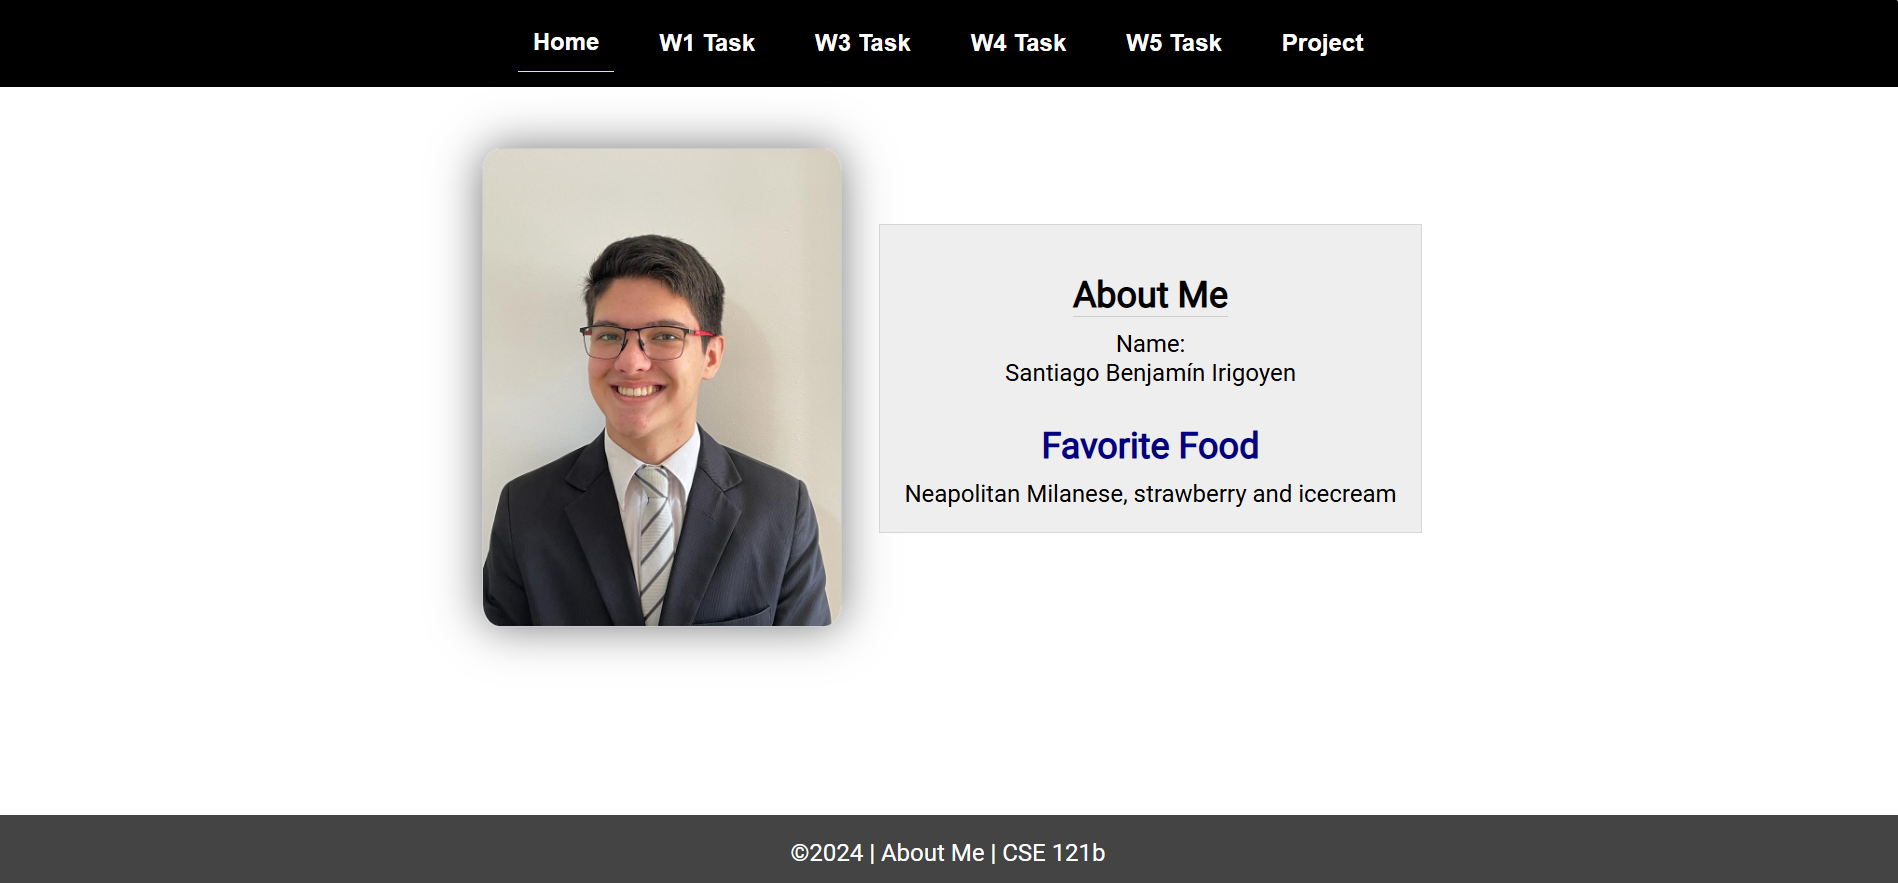 Home W1 Task W3 Task W4 Task W5 Task Project
About Me
Name:
Santiago Benjamín Irigoyen
Favorite Food
Neapolitan Milanese, strawberry and icecream
©2024 | About Me | CSE 121b